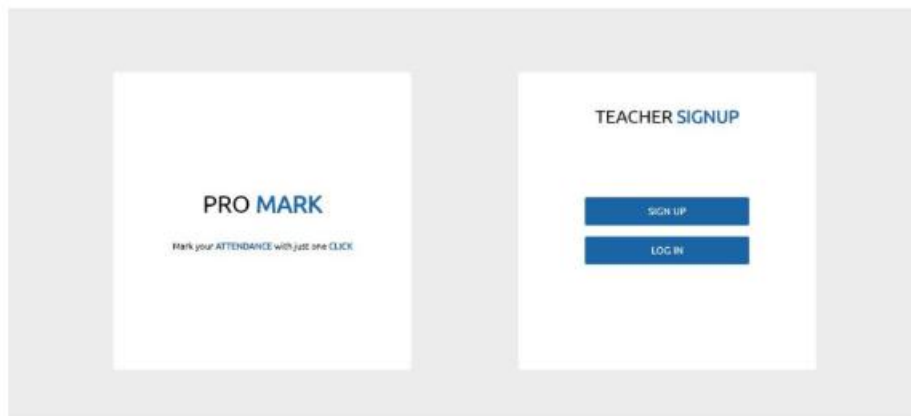 PRO MARK
Mark your ATTENDANCE with just one CLICK
TEACHER SIGNUP
SIGN UP
LOG IN